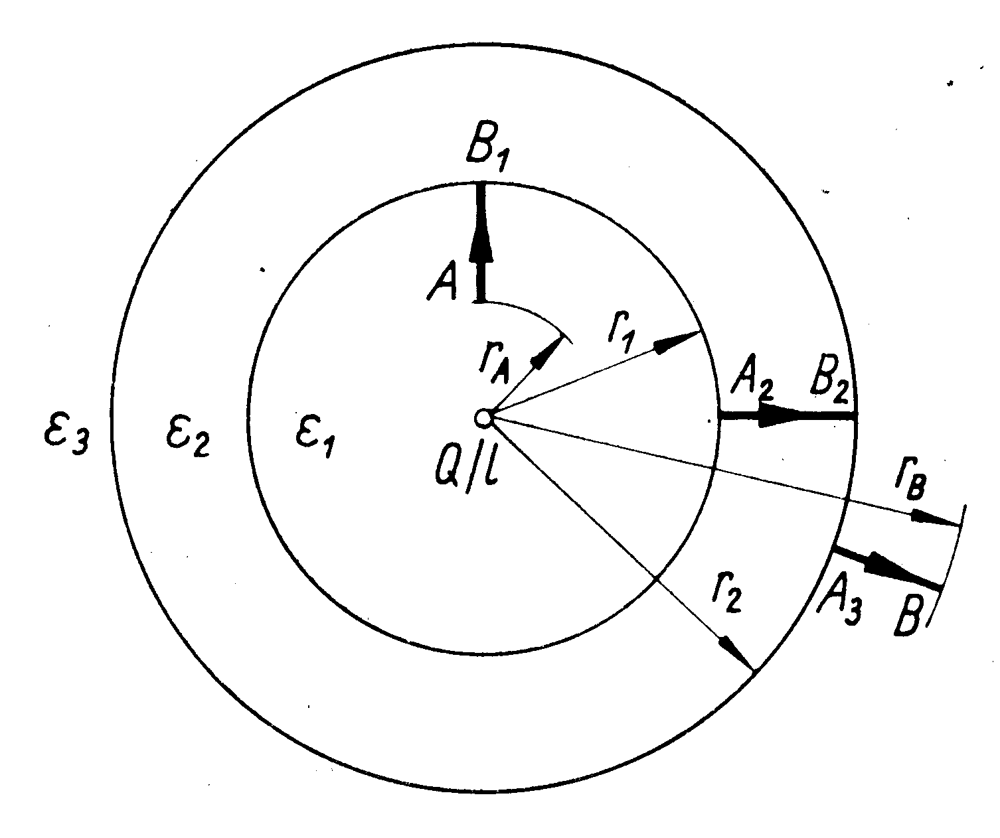 B₁
A
r₁
rA
A₂
B₂
ε₃
ε₂
ε₁
Q/l
rB
r₂
A₃
B